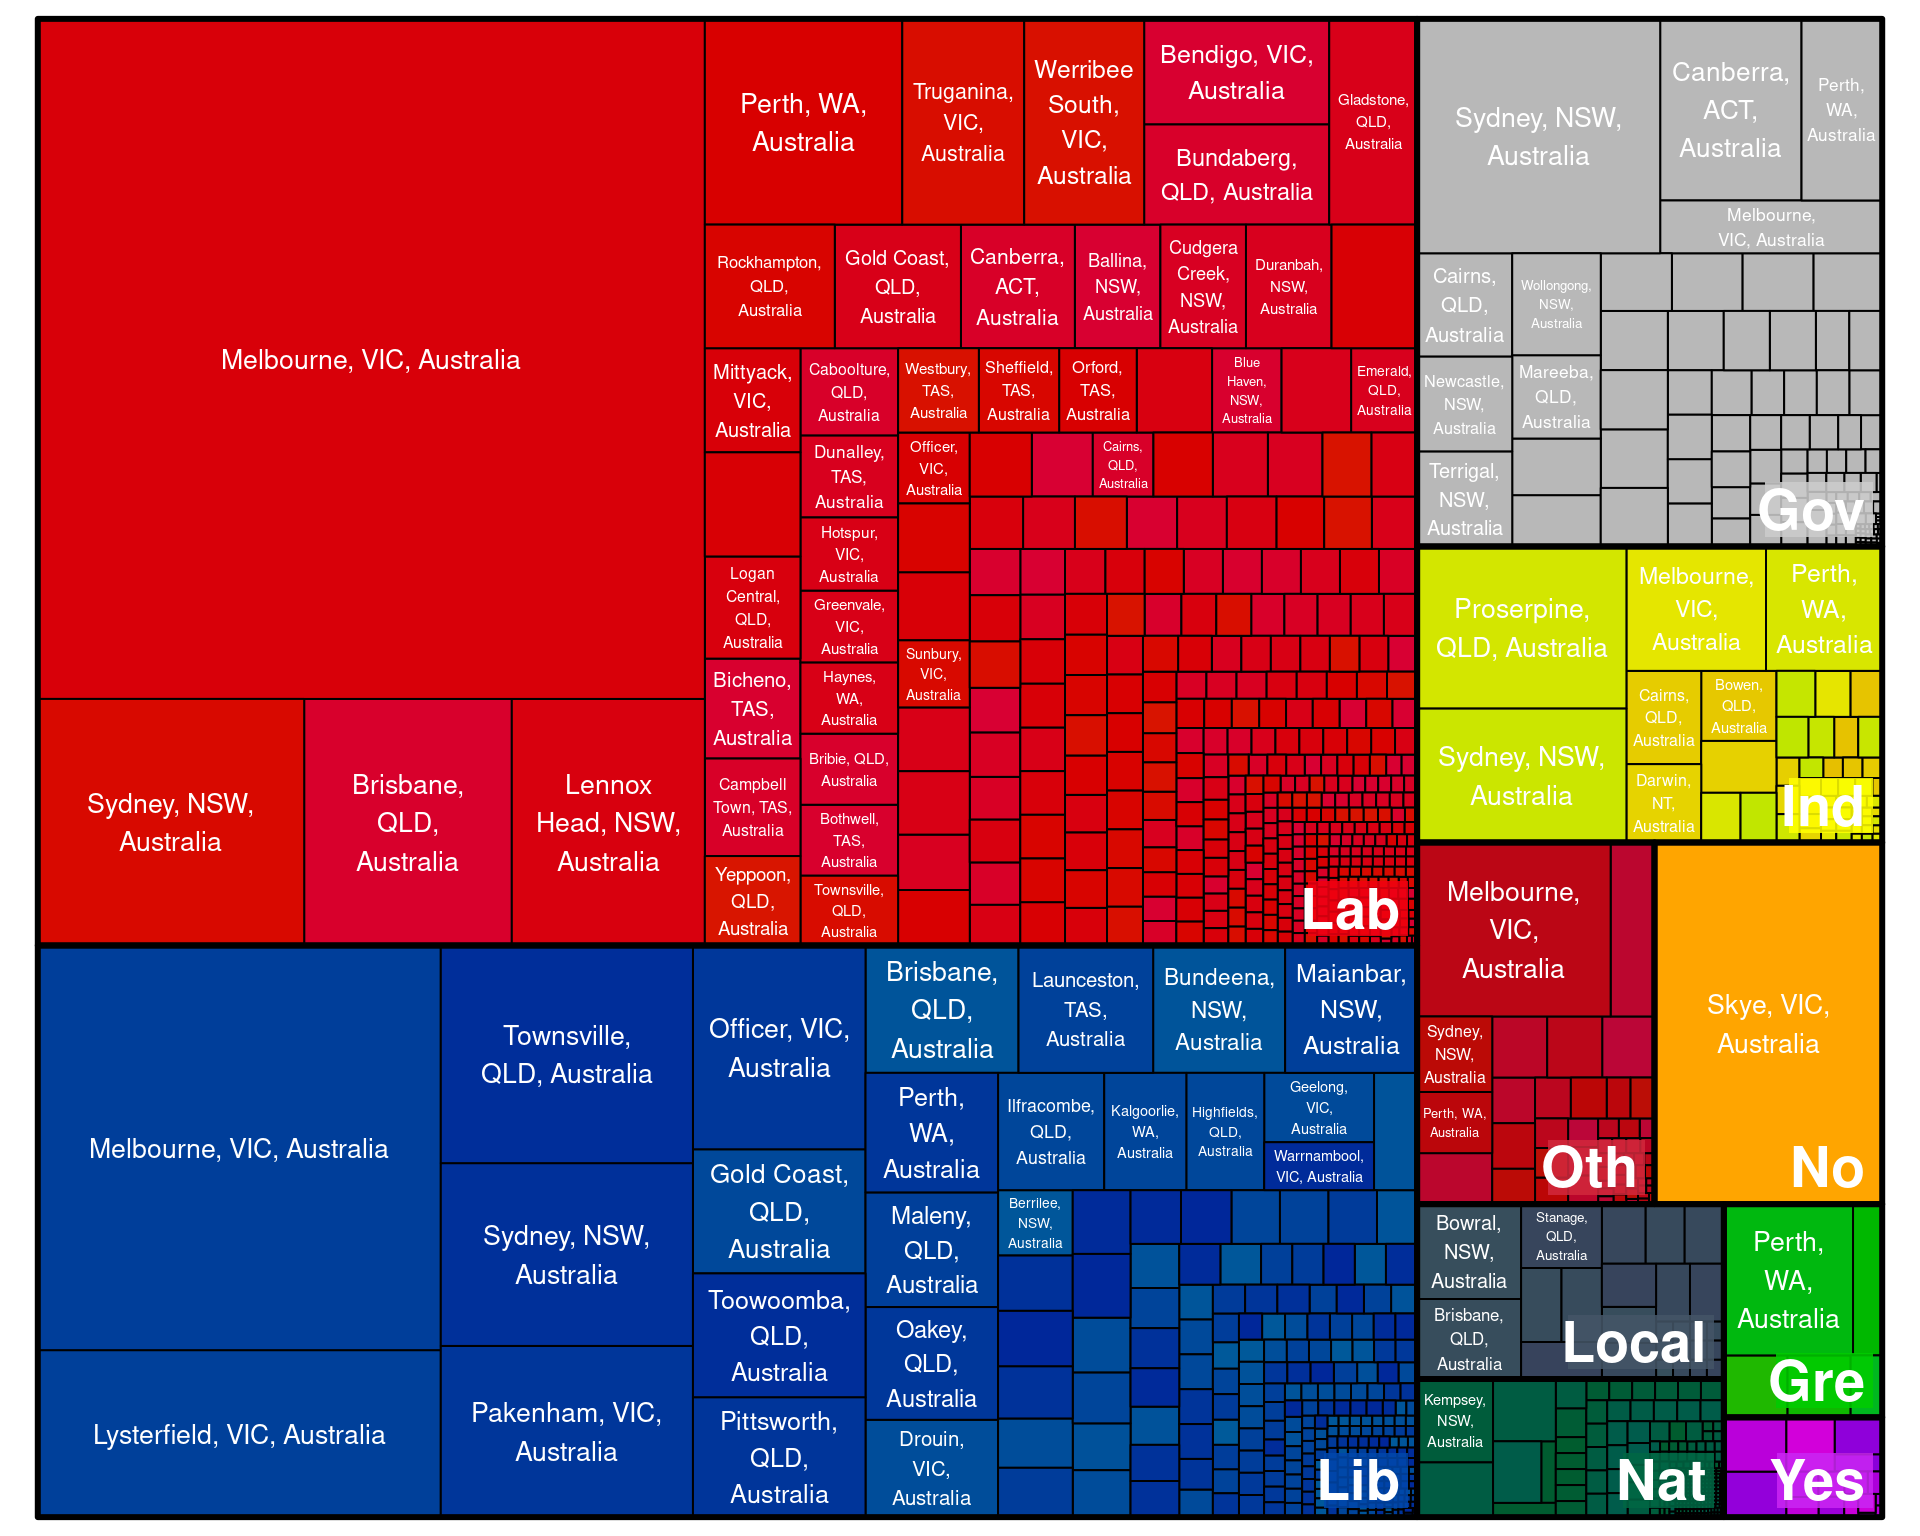 Melbourne, VIC, Australia
Sydney, NSW,
Australia
Brisbane,
QLD,
Australia
Lennox
Head, NSW,
Australia
Perth, WA,
Australia
Truganina,
VIC,
Australia
Werribee
South,
VIC,
Australia
Bendigo, VIC,
Australia
Bundaberg,
QLD, Australia
Gladstone,
QLD,
Australia
Rockhampton,
QLD,
Australia
Gold Coast,
QLD,
Australia
Canberra,
ACT,
Australia
Ballina,
NSW,
Australia
Cudgera
Creek,
NSW,
Australia
Duranbah,
NSW,
Australia
Mittyack,
VIC,
Australia
Caboolture,
QLD,
Australia
Westbury,
TAS,
Australia
Sheffield,
TAS,
Australia
Orford,
TAS,
Australia
Blue
Haven,
NSW,
Australia
Emerald,
QLD,
Australia
Dunalley,
TAS,
Australia
Officer,
VIC,
Australia
Cairns,
QLD,
Australia
Hotspur,
VIC,
Australia
Logan
Central,
QLD,
Australia
Greenvale,
VIC,
Australia
Sunbury,
VIC,
Australia
Bicheno,
TAS,
Australia
Haynes,
WA,
Australia
Bribie, QLD,
Australia
Campbell
Town, TAS,
Australia
Bothwell,
TAS,
Australia
Yeppoon,
QLD,
Australia
Townsville,
QLD,
Australia
Lab
Sydney, NSW,
Australia
Canberra,
ACT,
Australia
Perth,
WA,
Australia
Melbourne,
VIC, Australia
Cairns,
QLD,
Australia
Wollongong,
NSW,
Australia
Newcastle,
NSW,
Australia
Mareeba,
QLD,
Australia
Terrigal,
NSW,
Australia
Gov
Proserpine,
QLD, Australia
Melbourne,
VIC,
Australia
Perth,
WA,
Australia
Sydney, NSW,
Australia
Cairns,
QLD,
Australia
Bowen,
QLD,
Australia
Darwin,
NT,
Australia
Ind
Melbourne,
VIC,
Australia
Sydney,
NSW,
Australia
Perth, WA,
Australia
Oth
Skye, VIC,
Australia
No
Melbourne, VIC, Australia
Lysterfield, VIC, Australia
Townsville,
QLD, Australia
Sydney, NSW,
Australia
Pakenham, VIC,
Australia
Officer, VIC,
Australia
Gold Coast,
QLD,
Australia
Toowoomba,
QLD,
Australia
Pittsworth,
QLD,
Australia
Brisbane,
QLD,
Australia
Launceston,
TAS,
Australia
Bundeena,
NSW,
Australia
Maianbar,
NSW,
Australia
Perth,
WA,
Australia
Ilfracombe,
QLD,
Australia
Kalgoorlie,
WA,
Australia
Highfields,
QLD,
Australia
Geelong,
VIC,
Australia
Warrnambool,
VIC, Australia
Maleny,
QLD,
Australia
Berrilee,
NSW,
Australia
Oakey,
QLD,
Australia
Drouin,
VIC,
Australia
Lib
Bowral,
NSW,
Australia
Stanage,
QLD,
Australia
Brisbane,
QLD,
Australia
Local
Perth,
WA,
Australia
Gre
Kempsey,
NSW,
Australia
Nat
Yes